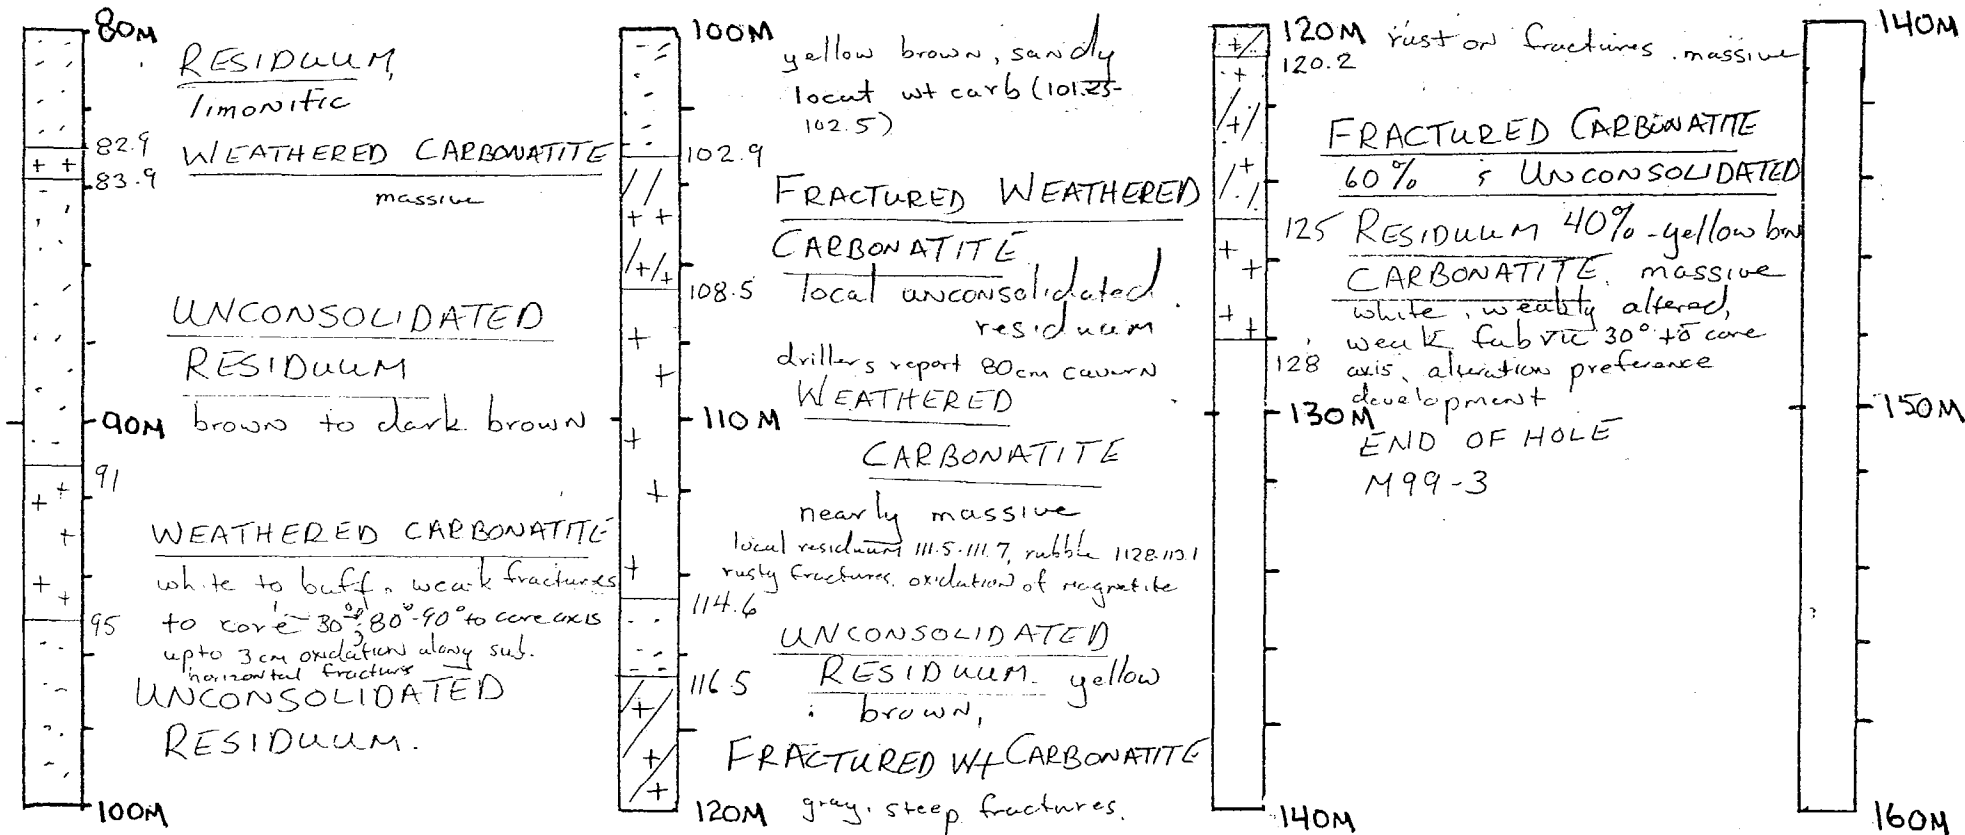 80M
RESIDUUM,
limonitic
82.9
WEATHERED CARBONATITE
83.9
massive
UNCONSOLIDATED
RESIDUUM
90M brown to dark brown
91
WEATHERED CARBONATITE
white to buff, weak fractures
95 to core 30° 80°-90° to core axis
upto 3cm oxidation along sub.
horizontal fractures
UNCONSOLIDATED
RESIDUUM.
100M
100M
yellow brown, sandy
locat wt carb (101.25-
102.5)
102.9
FRACTURED WEATHERED
CARBONATITE
108.5 local unconsolidated
residuum
drillers report 80cm cavern
WEATHERED
110M
CARBONATITE
nearly massive
local residuum 111.5-111.7, rubble 112.8-113.1
rusty fractures, oxidation of magnetite
114.6
UNCONSOLIDATED
RESIDUUM. yellow
116.5
brown,
FRACTURED Wt CARBONATITE
120M gray, steep fractures.
120M rust on fractures. massive
120.2
FRACTURED CARBONATITE
60% ; UNCONSOLIDATED
125 RESIDUUM 40% - yellow bn
CARBONATITE. massive
white, weakly altered,
weak fabric 30° to core
128 axis, alteration preference
development
130M
END OF HOLE
M99-3
140M
140M
150M
160M